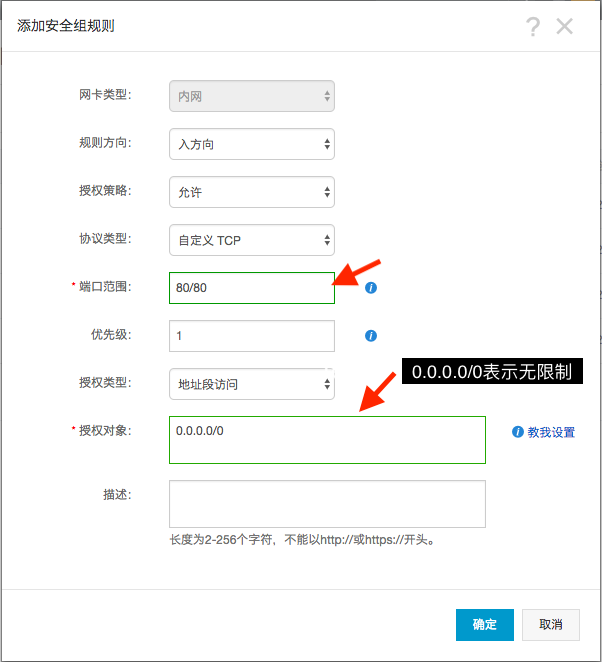 添加安全组规则
网卡类型： 内网
规则方向： 入方向
授权策略： 允许
协议类型： 自定义 TCP
* 端口范围： 80/80
优先级： 1
0.0.0.0/0表示无限制
授权类型： 地址段访问
* 授权对象： 0.0.0.0/0 教我设置
描述：
长度为2-256个字符，不能以http://或https://开头。
确定 取消